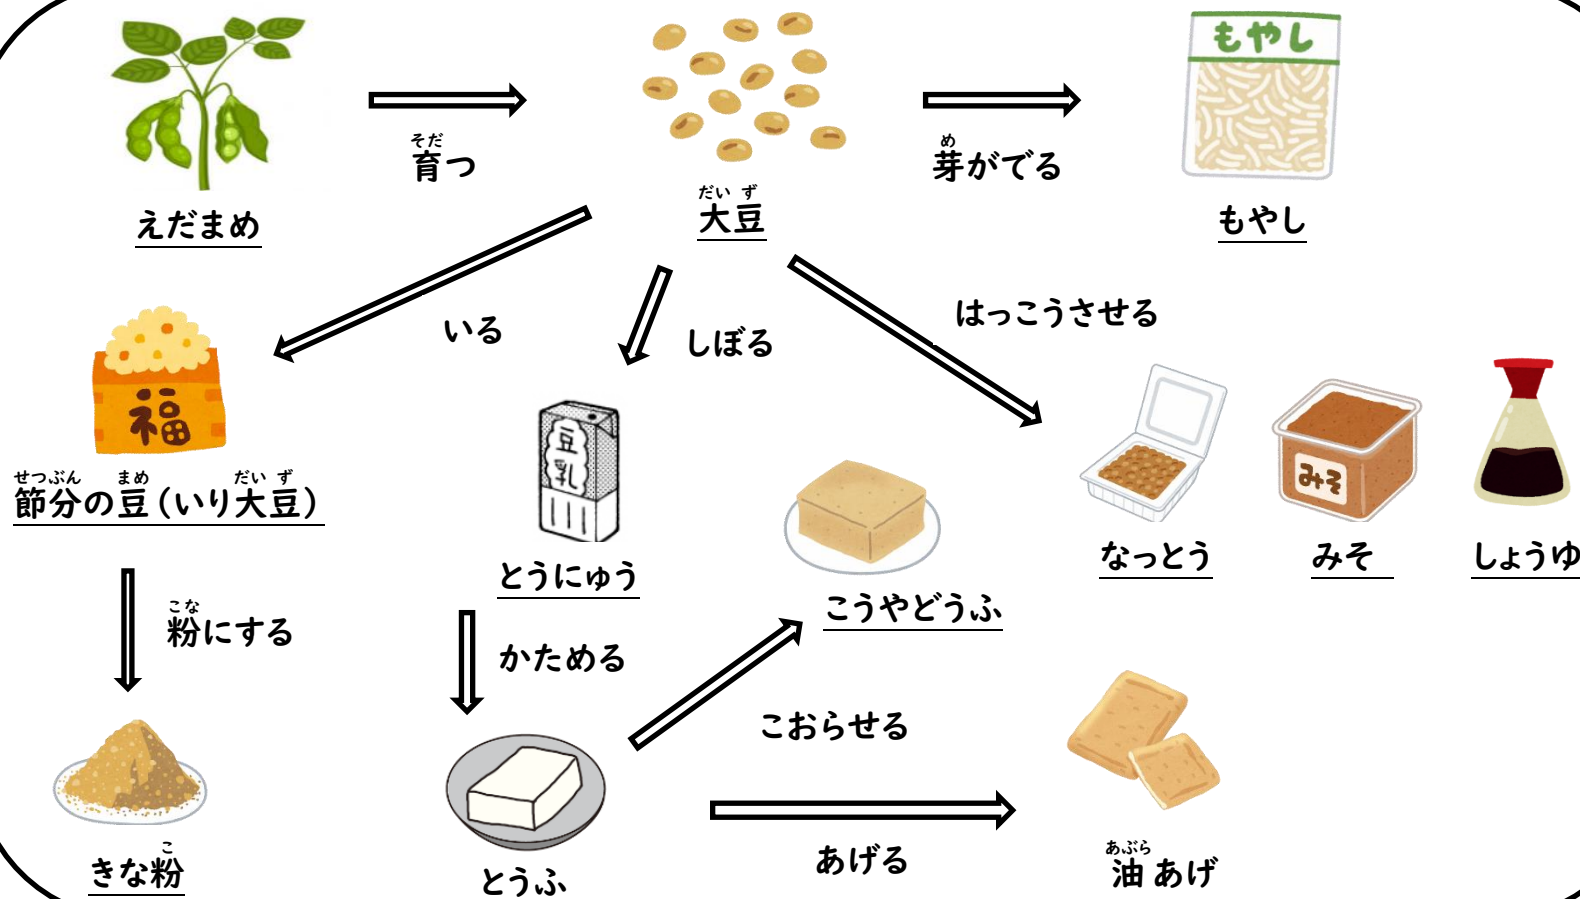 もやし
そだ
育つ
め
芽がでる
えだまめ
だい ず
大豆
もやし
いる
しぼる
はっこうさせる
福
せつぶん まめ だい ず
節分の豆(いり大豆)
豆乳
とうにゅう
こうやどうふ
みそ
なっとう
みそ
しょうゆ
こな
粉にする
かためる
こおらせる
こ
きな粉
とうふ
あげる
あぶら
油あげ